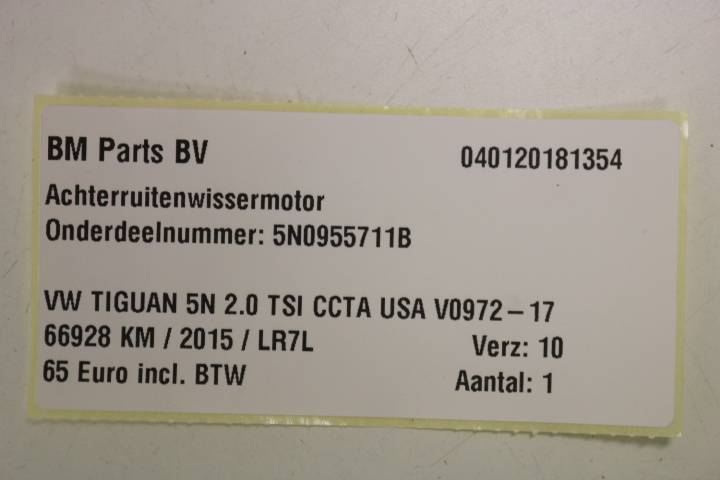 BM Parts BV 040120181354
Achterruitenwissermotor
Onderdeelnummer: 5N0955711B
VW TIGUAN 5N 2.0 TSI CCTA USA V0972-17
66928 KM / 2015 / LR7L Verz: 10
65 Euro incl. BTW Aantal: 1